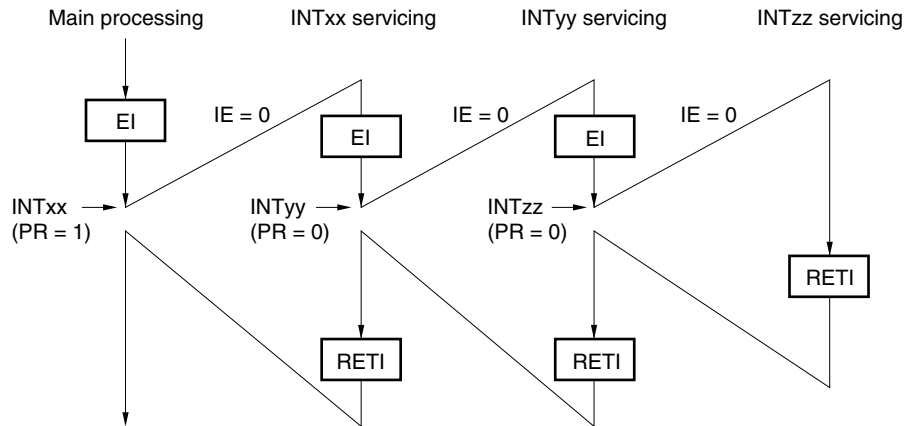 Main processing
INTxx servicing
INTyy servicing
INTzz servicing
EI
IE = 0
EI
IE = 0
EI
IE = 0
INTxx
(PR = 1)
INTyy
(PR = 0)
INTzz
(PR = 0)
RETI
RETI
RETI